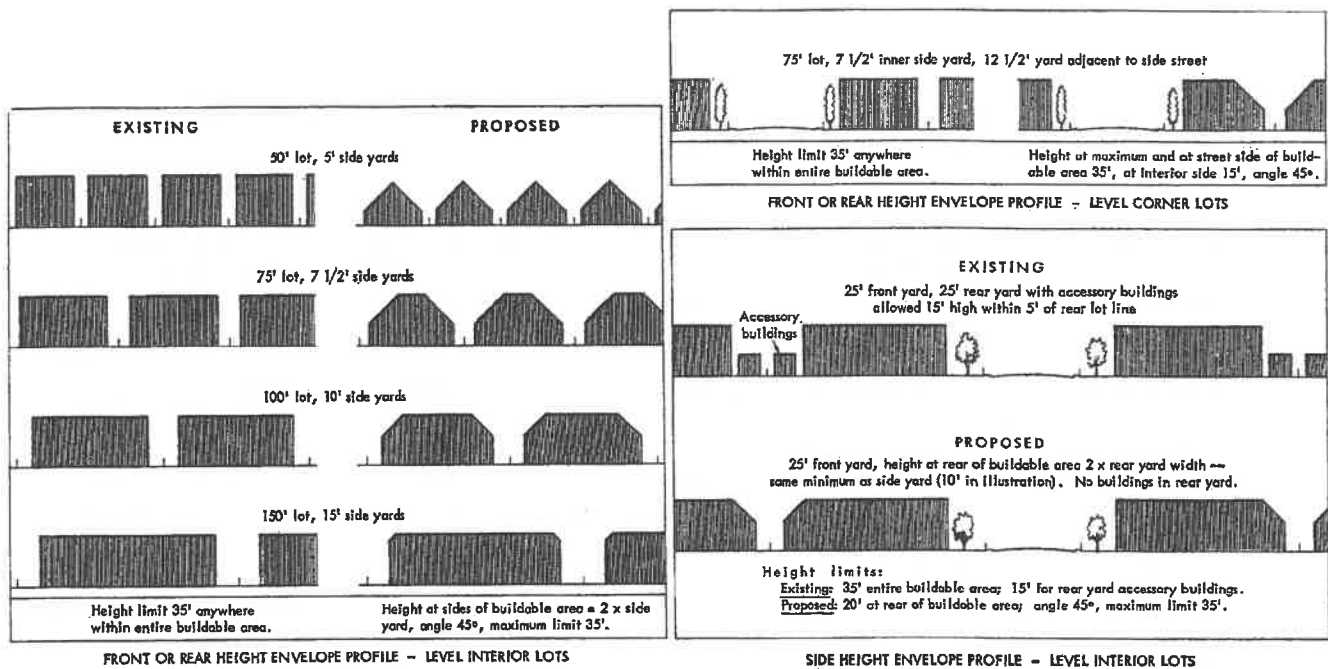 EXISTING
PROPOSED
50' lot, 5' side yards
75' lot, 7 1/2' side yards
100' lot, 10' side yards
150' lot, 15' side yards
Height limit 35' anywhere
within entire buildable area.
Height at sides of buildable area = 2 x side
yard, angle 45°, maximum limit 35'.
FRONT OR REAR HEIGHT ENVELOPE PROFILE - LEVEL INTERIOR LOTS
75' lot, 7 1/2' inner side yard, 12 1/2' yard adjacent to side street
Height limit 35' anywhere
within entire buildable area.
Height at maximum and at street side of build-
able area 35', at interior side 15', angle 45°.
FRONT OR REAR HEIGHT ENVELOPE PROFILE - LEVEL CORNER LOTS
EXISTING
25' front yard, 25' rear yard with accessory buildings
allowed 15' high within 5' of rear lot line
Accessory
buildings
PROPOSED
25' front yard, height at rear of buildable area 2 x rear yard width --
same minimum as side yard (10' in illustration). No buildings in rear yard.
Height limits:
Existing: 35' entire buildable area; 15' for rear yard accessory buildings.
Proposed: 20' at rear of buildable area; angle 45°, maximum limit 35'.
SIDE HEIGHT ENVELOPE PROFILE - LEVEL INTERIOR LOTS